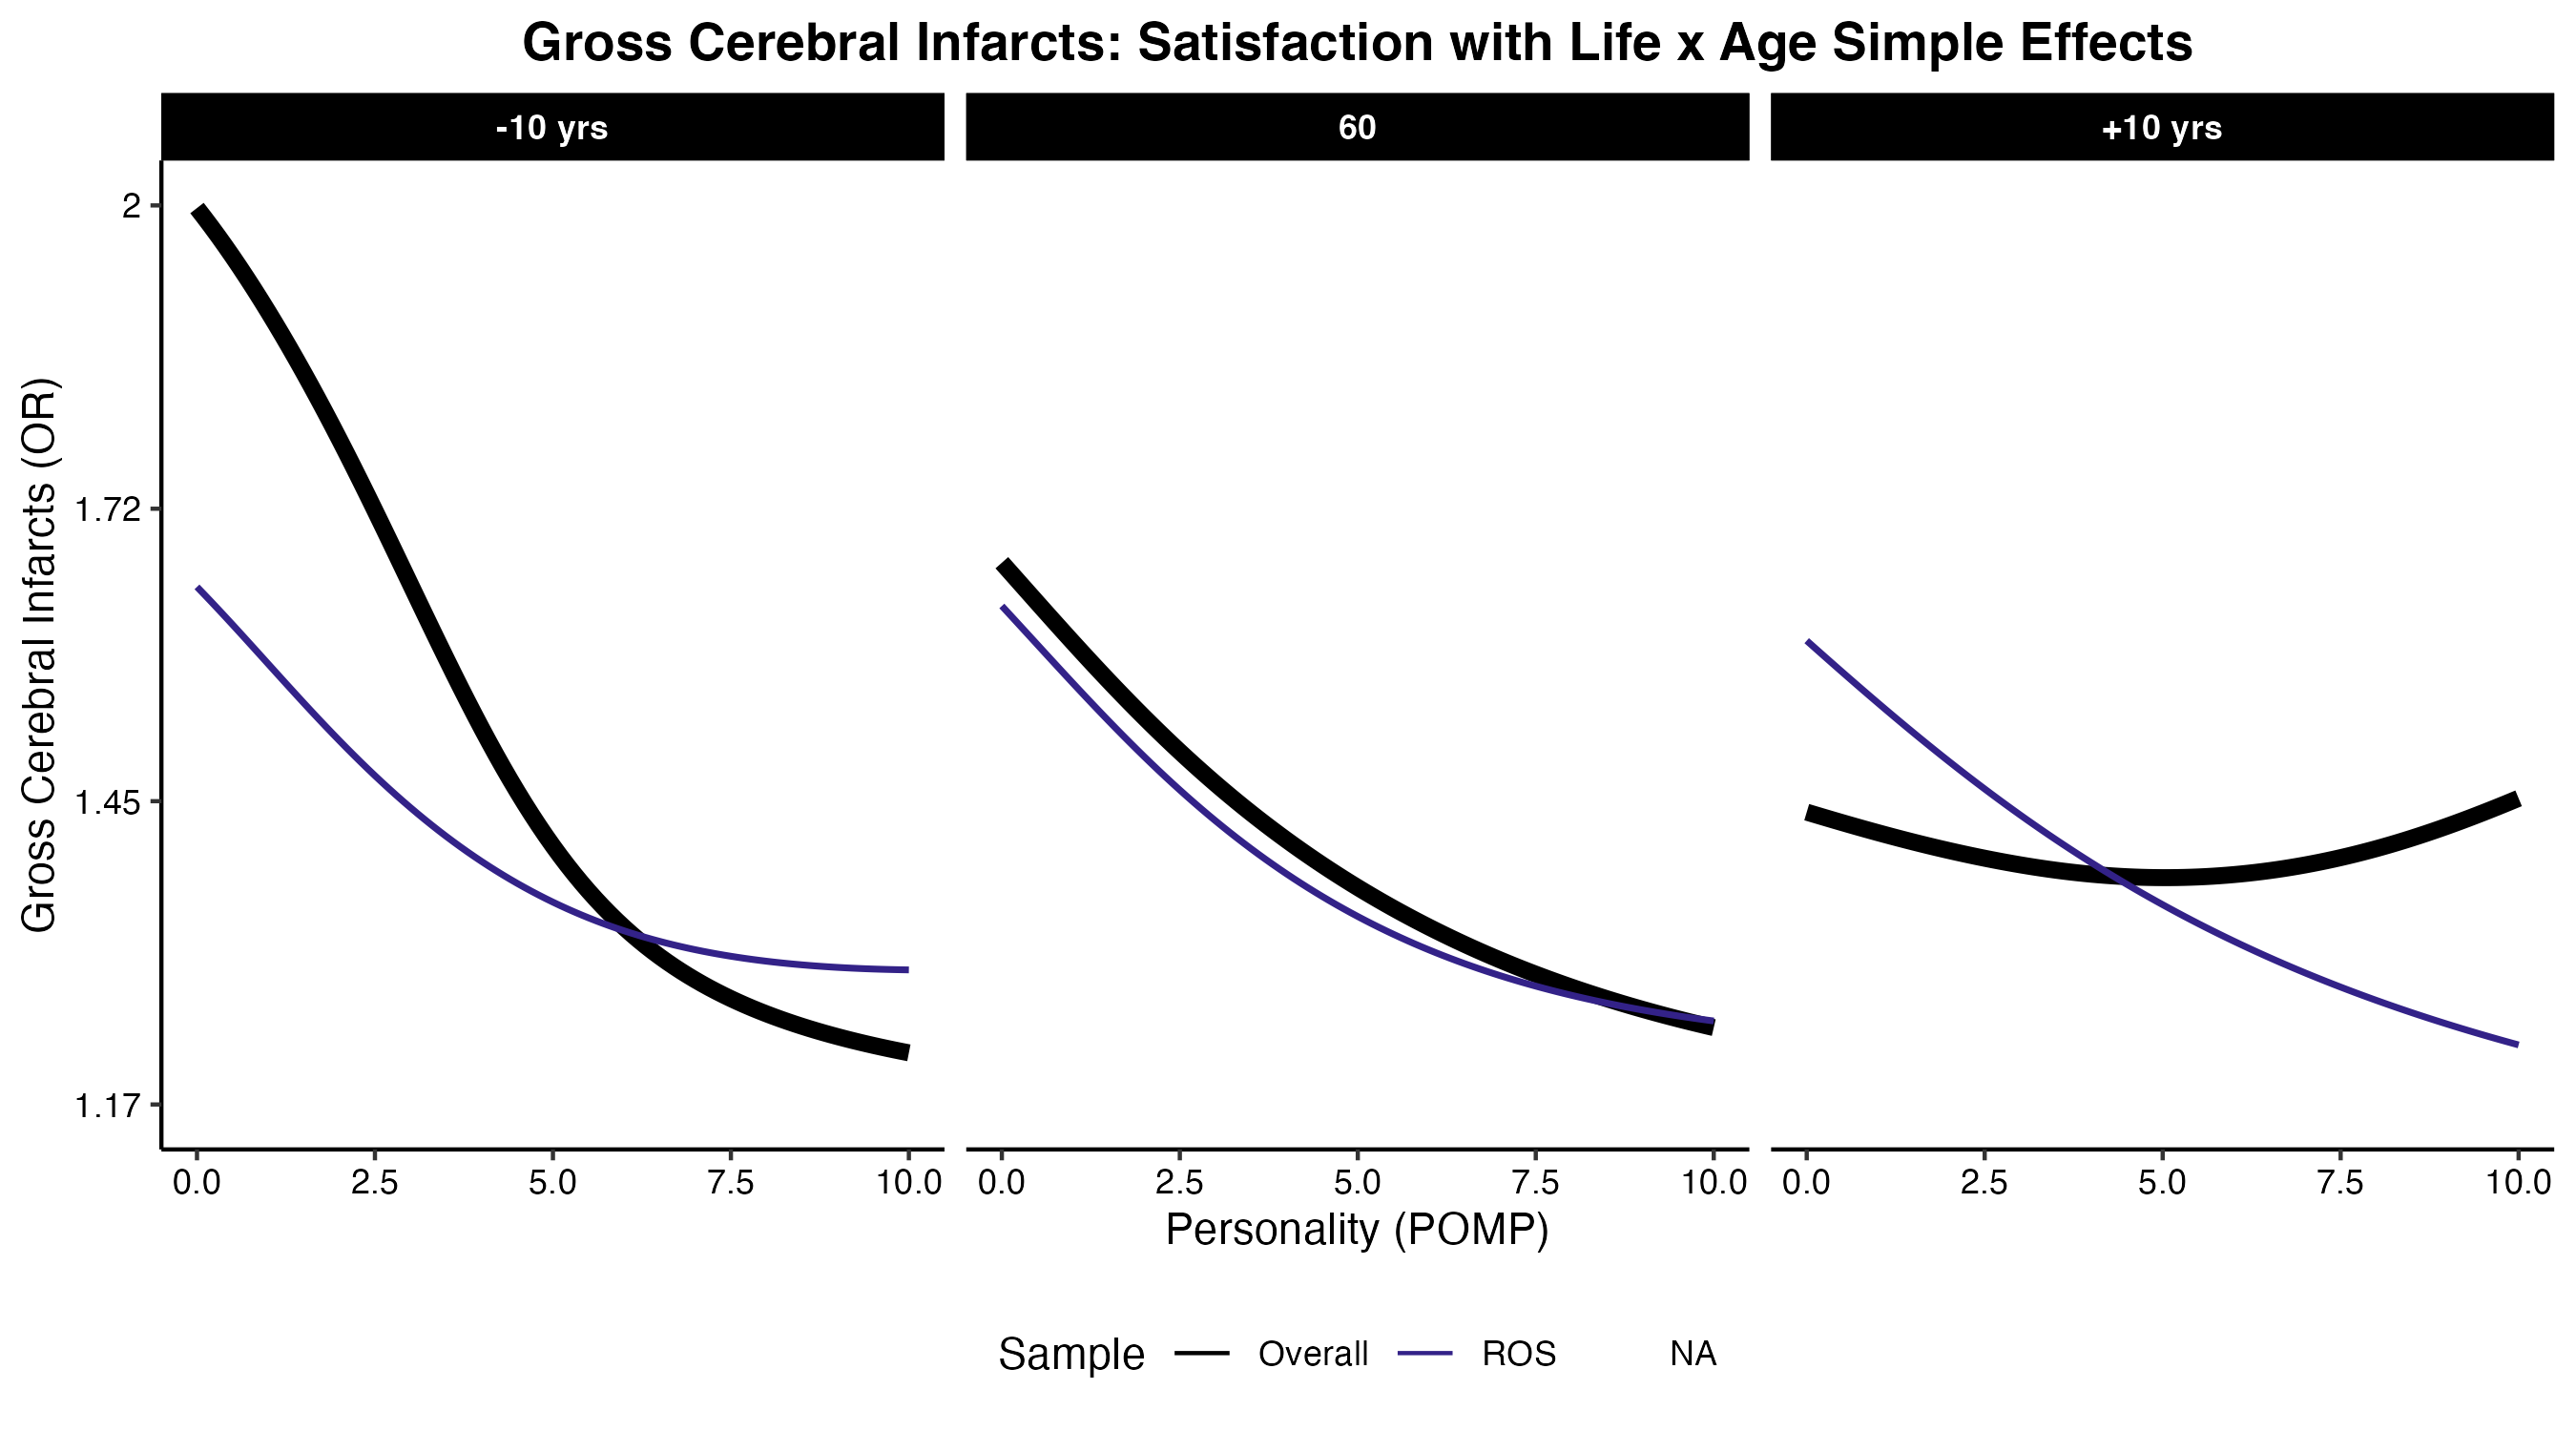 Gross Cerebral Infarcts: Satisfaction with Life x Age Simple Effects
-10 yrs 60 +10 yrs
Gross Cerebral Infarcts (OR)
2
1.72
1.45
1.17
0.0 2.5 5.0 7.5 10.0 0.0 2.5 5.0 7.5 10.0 0.0 2.5 5.0 7.5 10.0
Personality (POMP)
Sample Overall ROS NA